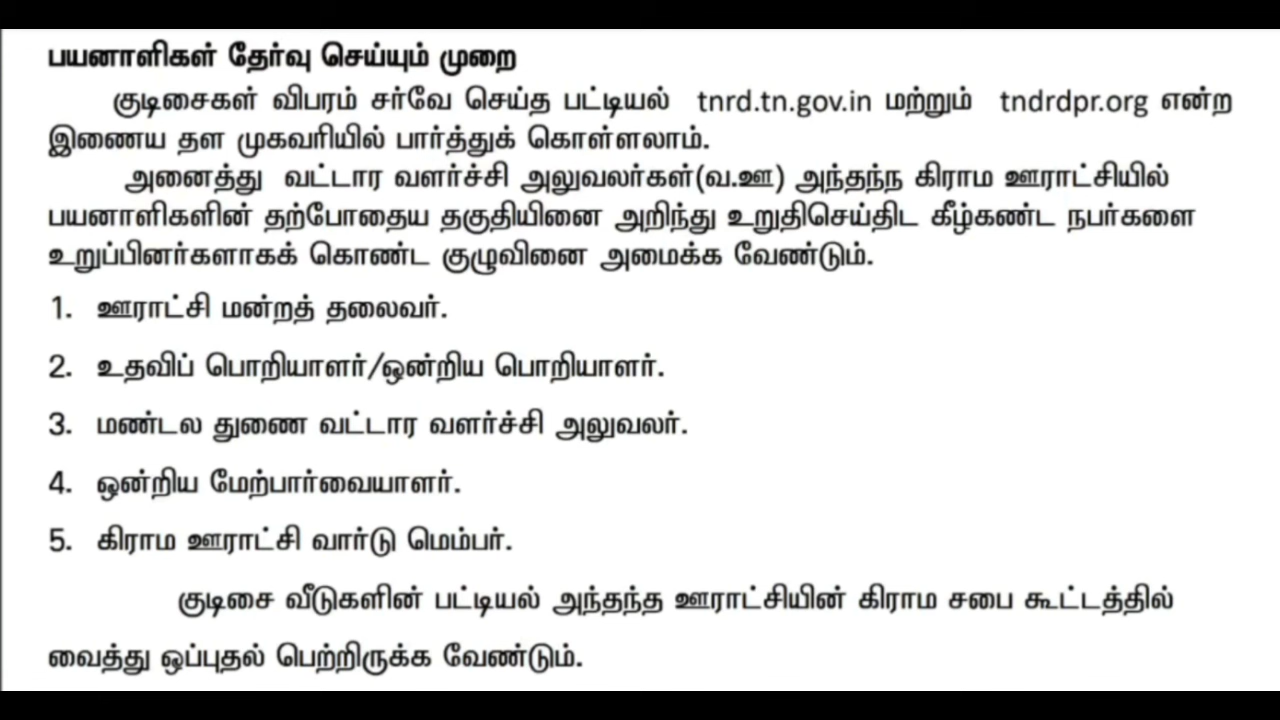 பயனாளிகள் தேர்வு செய்யும் முறை
குடிசைகள் விபரம் சர்வே செய்த பட்டியல் tnrd.tn.gov.in மற்றும் tndrdpr.org என்ற
இணைய தள முகவரியில் பார்த்துக் கொள்ளலாம்.
அனைத்து வட்டார வளர்ச்சி அலுவலர்கள்(வ.ஊ) அந்தந்ந கிராம ஊராட்சியில்
பயனாளிகளின் தற்போதைய தகுதியினை அறிந்து உறுதிசெய்திட கீழ்கண்ட நபர்களை
உறுப்பினர்களாகக் கொண்ட குழுவினை அமைக்க வேண்டும்.
1. ஊராட்சி மன்றத் தலைவர்.
2. உதவிப் பொறியாளர்/ஒன்றிய பொறியாளர்.
3. மண்டல துணை வட்டார வளர்ச்சி அலுவலர்.
4. ஒன்றிய மேற்பார்வையாளர்.
5. கிராம ஊராட்சி வார்டு மெம்பர்.
குடிசை வீடுகளின் பட்டியல் அந்தந்த ஊராட்சியின் கிராம சபை கூட்டத்தில்
வைத்து ஒப்புதல் பெற்றிருக்க வேண்டும்.